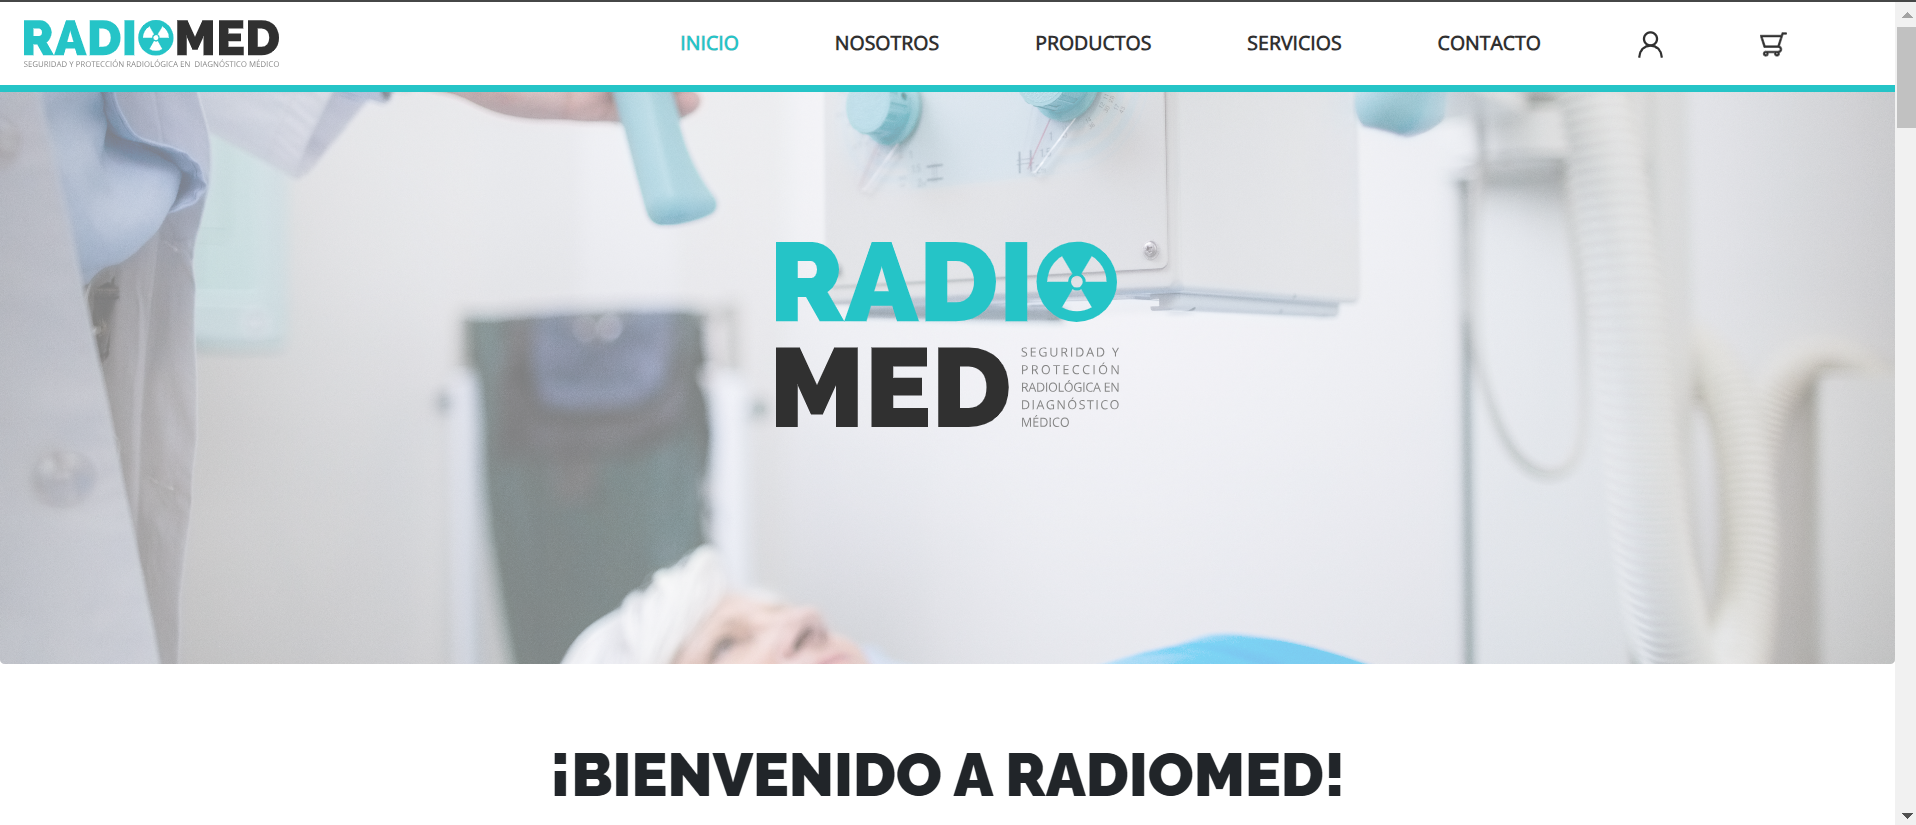 RADIOMED
SEGURIDAD Y PROTECCIÓN RADIOLÓGICA EN DIAGNÓSTICO MÉDICO
INICIO
NOSOTROS
PRODUCTOS
SERVICIOS
CONTACTO
RADIO
MED
SEGURIDAD Y
PROTECCIÓN
RADIOLÓGICA EN
DIAGNÓSTICO
MÉDICO
¡BIENVENIDO A RADIOMED!